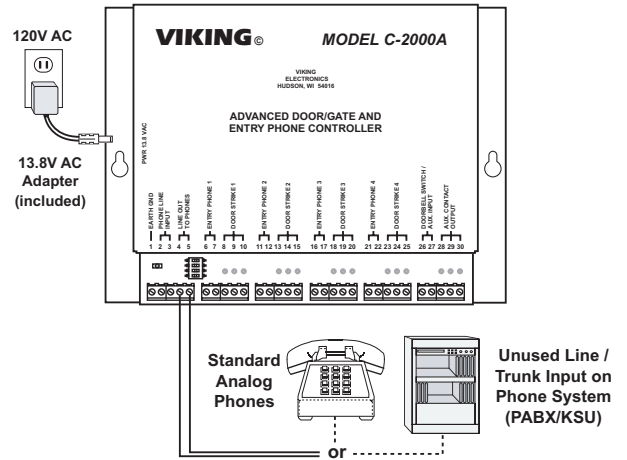 120V AC
VIKING©
MODEL C-2000A
VIKING
ELECTRONICS
HUDSON, WI 54016
ADVANCED DOOR/GATE AND
ENTRY PHONE CONTROLLER
PWR 13.8 VAC
13.8V AC
Adapter
(included)
EARTH GND
PHONE LINE
INPUT
LINE OUT
TO PHONES
ENTRY PHONE 1
DOOR STRIKE 1
ENTRY PHONE 2
DOOR STRIKE 2
ENTRY PHONE 3
DOOR STRIKE 3
ENTRY PHONE 4
DOOR STRIKE 4
DOORBELL SWITCH /
AUX. INPUT
AUX. CONTACT
OUTPUT
1 2 3 4 5 6 7 8 9 10 11 12 13 14 15 16 17 18 19 20 21 22 23 24 25 26 27 28 29 30
Standard
Analog
Phones
or
Unused Line /
Trunk Input on
Phone System
(PABX/KSU)